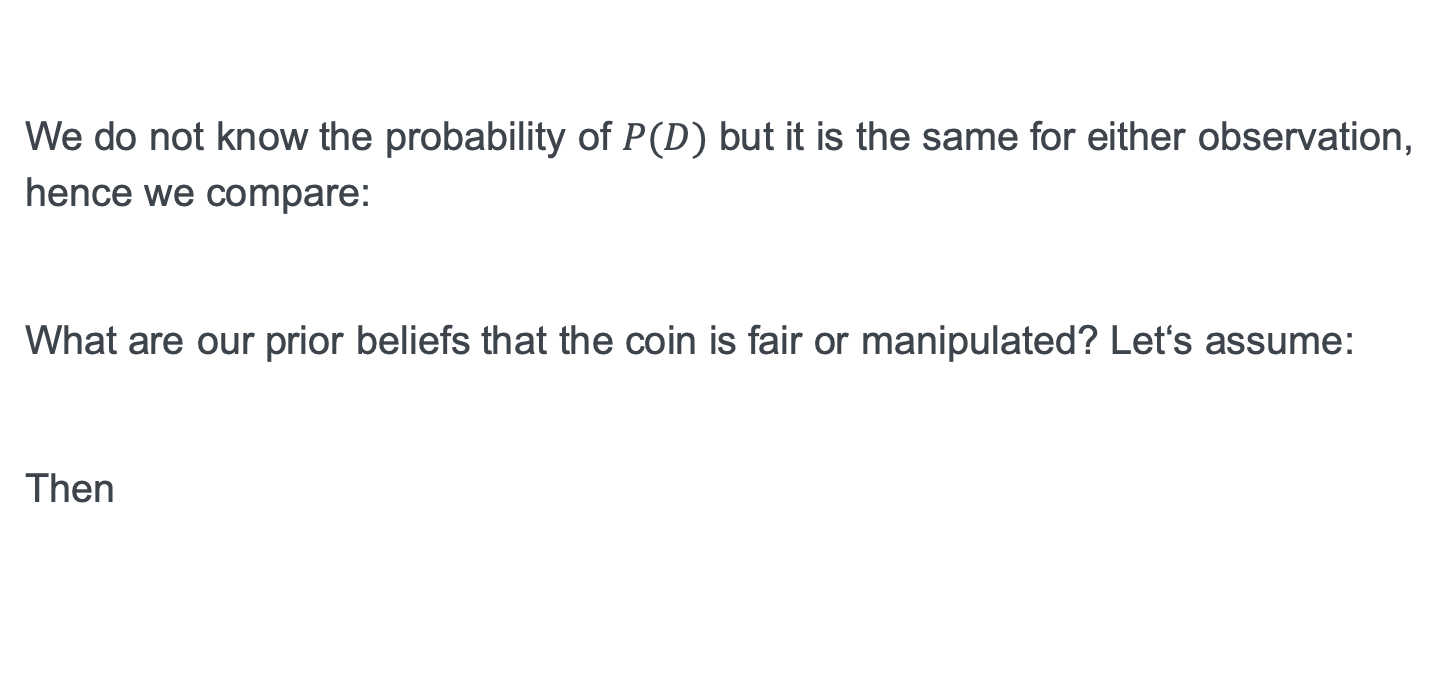 We do not know the probability of P(D) but it is the same for either observation,
hence we compare:
What are our prior beliefs that the coin is fair or manipulated? Let‘s assume:
Then